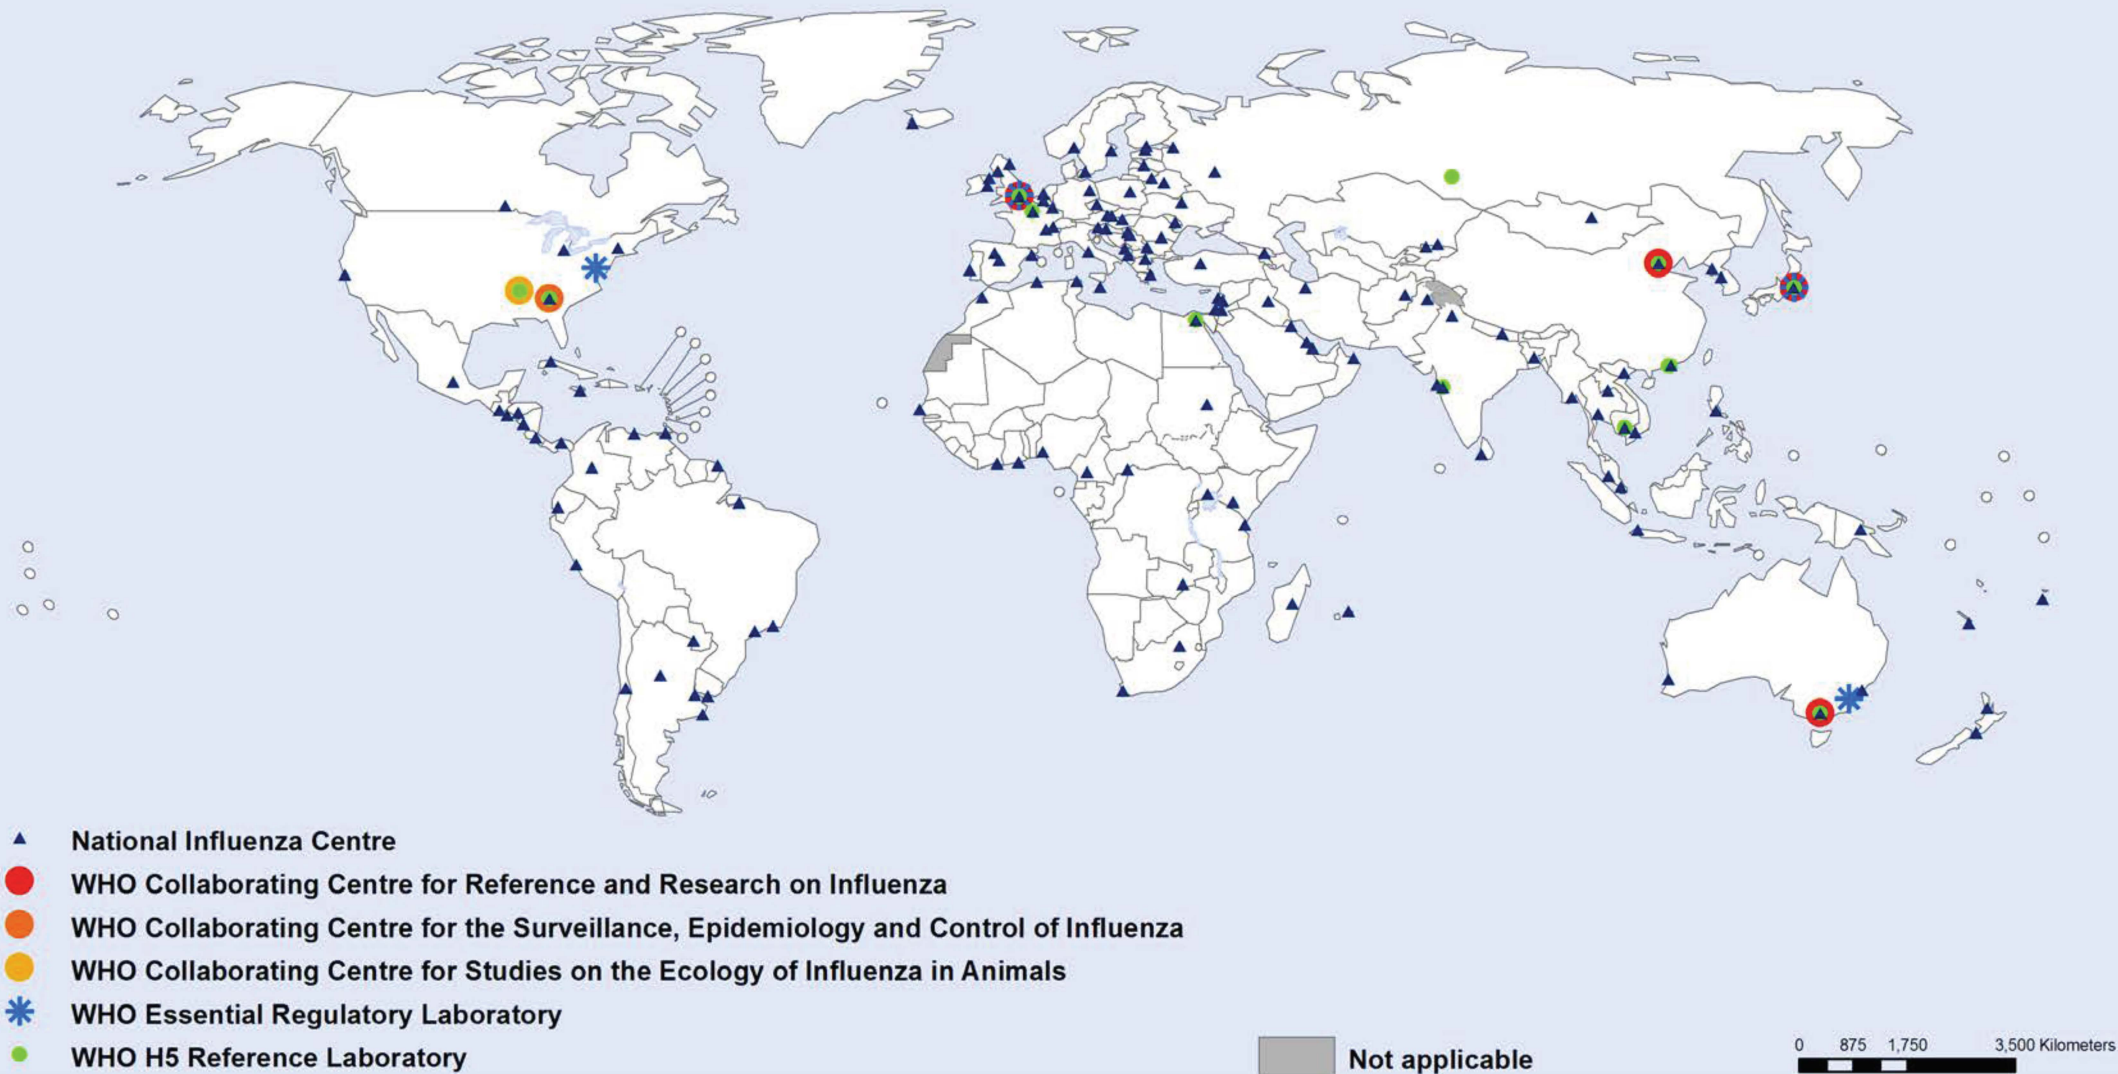 National Influenza Centre
WHO Collaborating Centre for Reference and Research on Influenza
WHO Collaborating Centre for the Surveillance, Epidemiology and Control of Influenza
WHO Collaborating Centre for Studies on the Ecology of Influenza in Animals
WHO Essential Regulatory Laboratory
WHO H5 Reference Laboratory
Not applicable
0 875 1,750 3,500 Kilometers